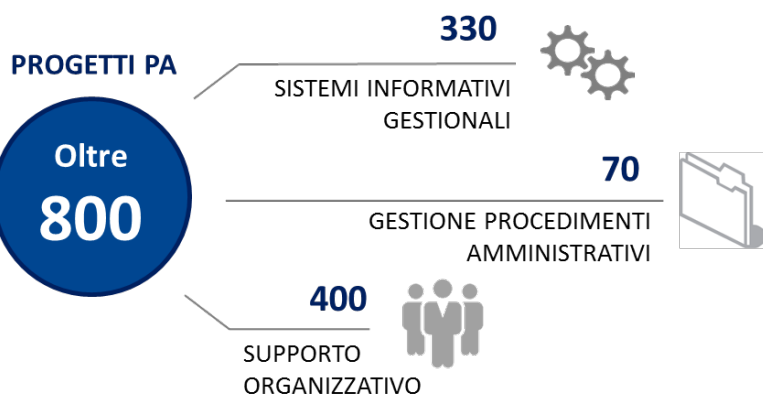 PROGETTI PA
Oltre
800
330
SISTEMI INFORMATIVI
GESTIONALI
70
GESTIONE PROCEDIMENTI
AMMINISTRATIVI
400
SUPPORTO
ORGANIZZATIVO